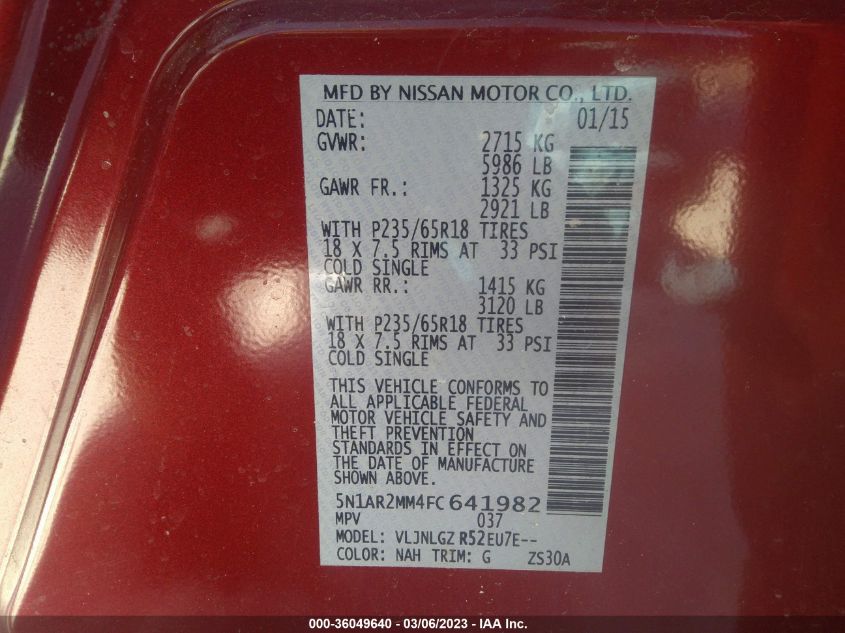 MFD BY NISSAN MOTOR CO., LTD.
DATE: 01/15
GVWR: 2715 KG
5986 LB
GAWR FR.: 1325 KG
2921 LB
WITH P235/65R18 TIRES
18 X 7.5 RIMS AT 33 PSI
COLD SINGLE
GAWR RR.: 1415 KG
3120 LB
WITH P235/65R18 TIRES
18 X 7.5 RIMS AT 33 PSI
COLD SINGLE
THIS VEHICLE CONFORMS TO
ALL APPLICABLE FEDERAL
MOTOR VEHICLE SAFETY AND
THEFT PREVENTION
STANDARDS IN EFFECT ON
THE DATE OF MANUFACTURE
SHOWN ABOVE.
5N1AR2MM4FC641982
MPV 037
MODEL: VLJNLGZ R52EU7E--
COLOR: NAH TRIM: G ZS30A
000-36049640 - 03/06/2023 - IAA Inc.